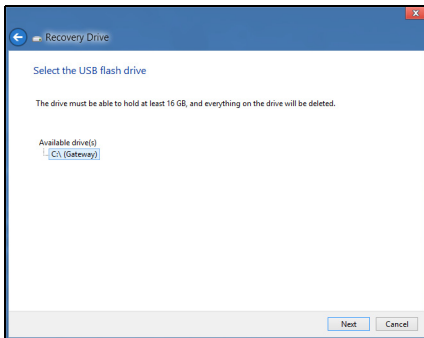 Recovery Drive
Select the USB flash drive
The drive must be able to hold at least 16 GB, and everything on the drive will be deleted.
Available drive(s)
C:\ (Gateway)
Next Cancel